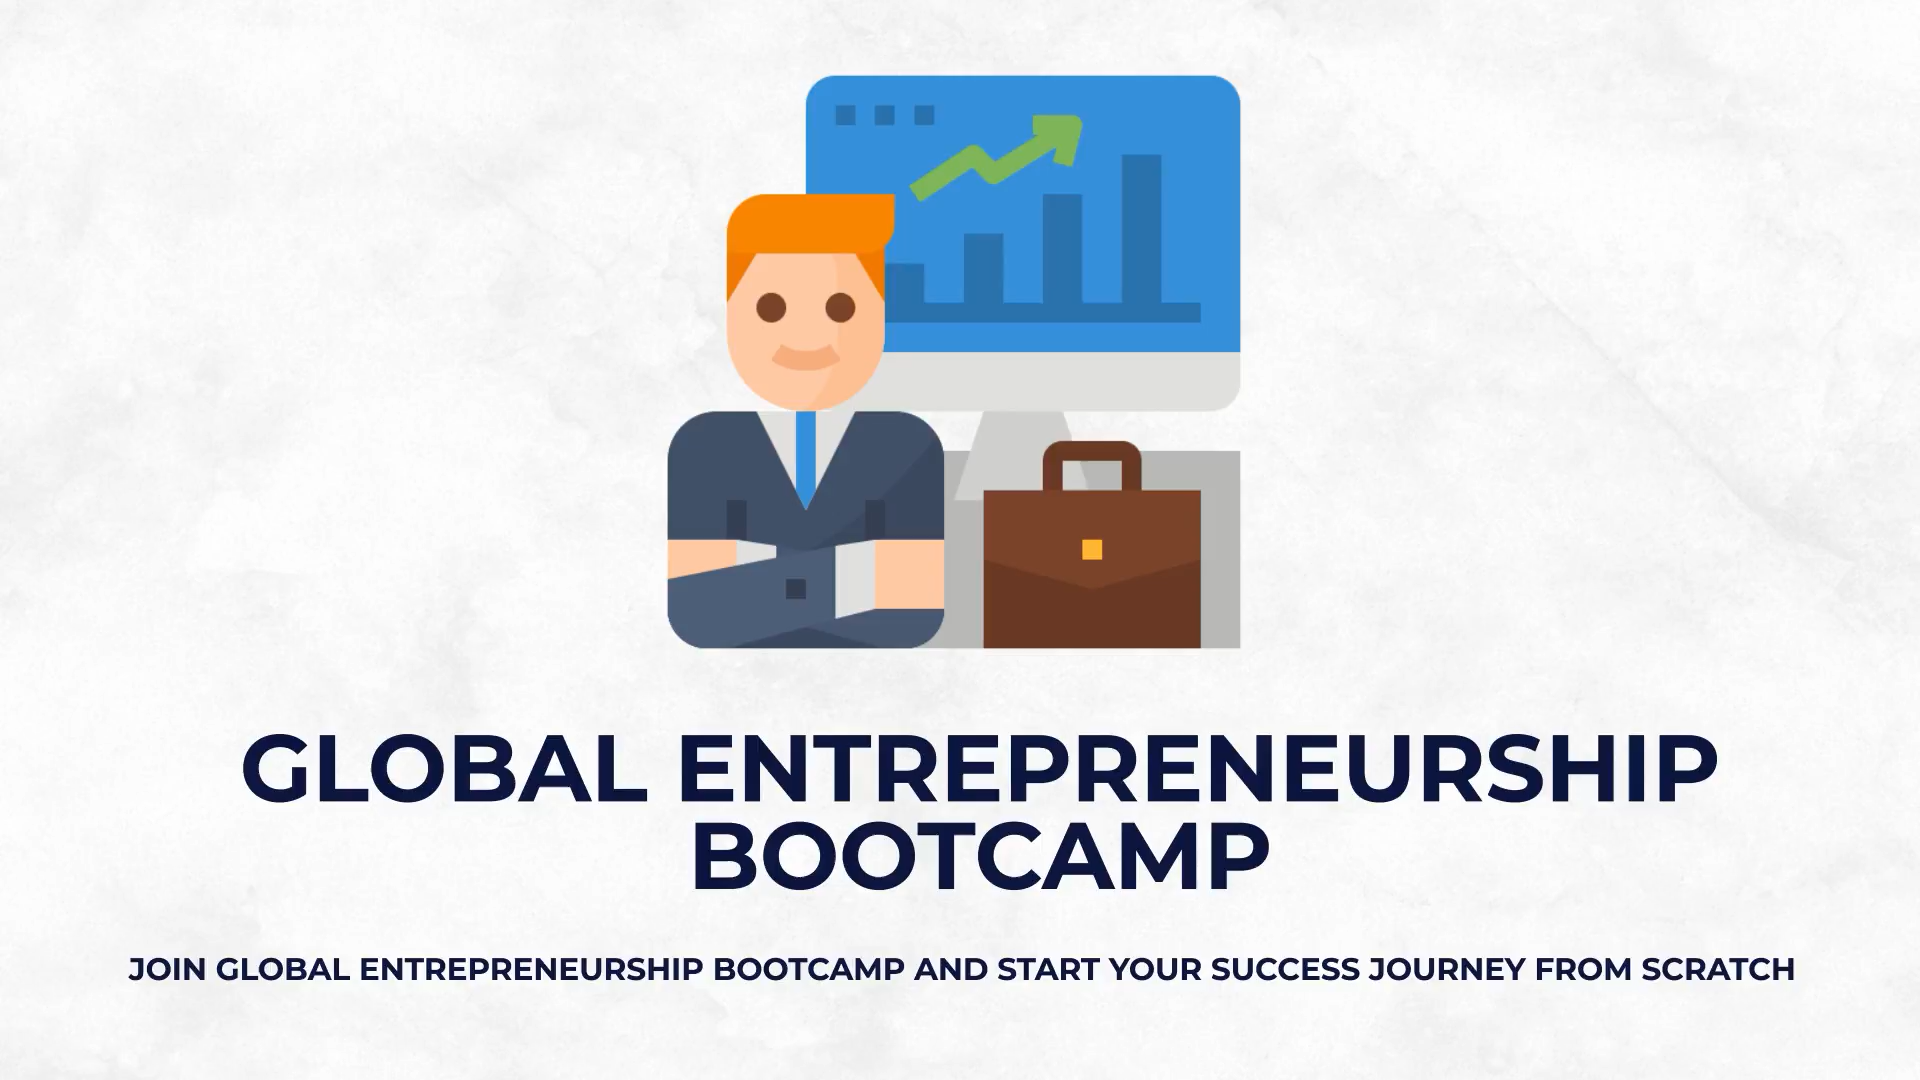 GLOBAL ENTREPRENEURSHIP
BOOTCAMP
JOIN GLOBAL ENTREPRENEURSHIP BOOTCAMP AND START YOUR SUCCESS JOURNEY FROM SCRATCH